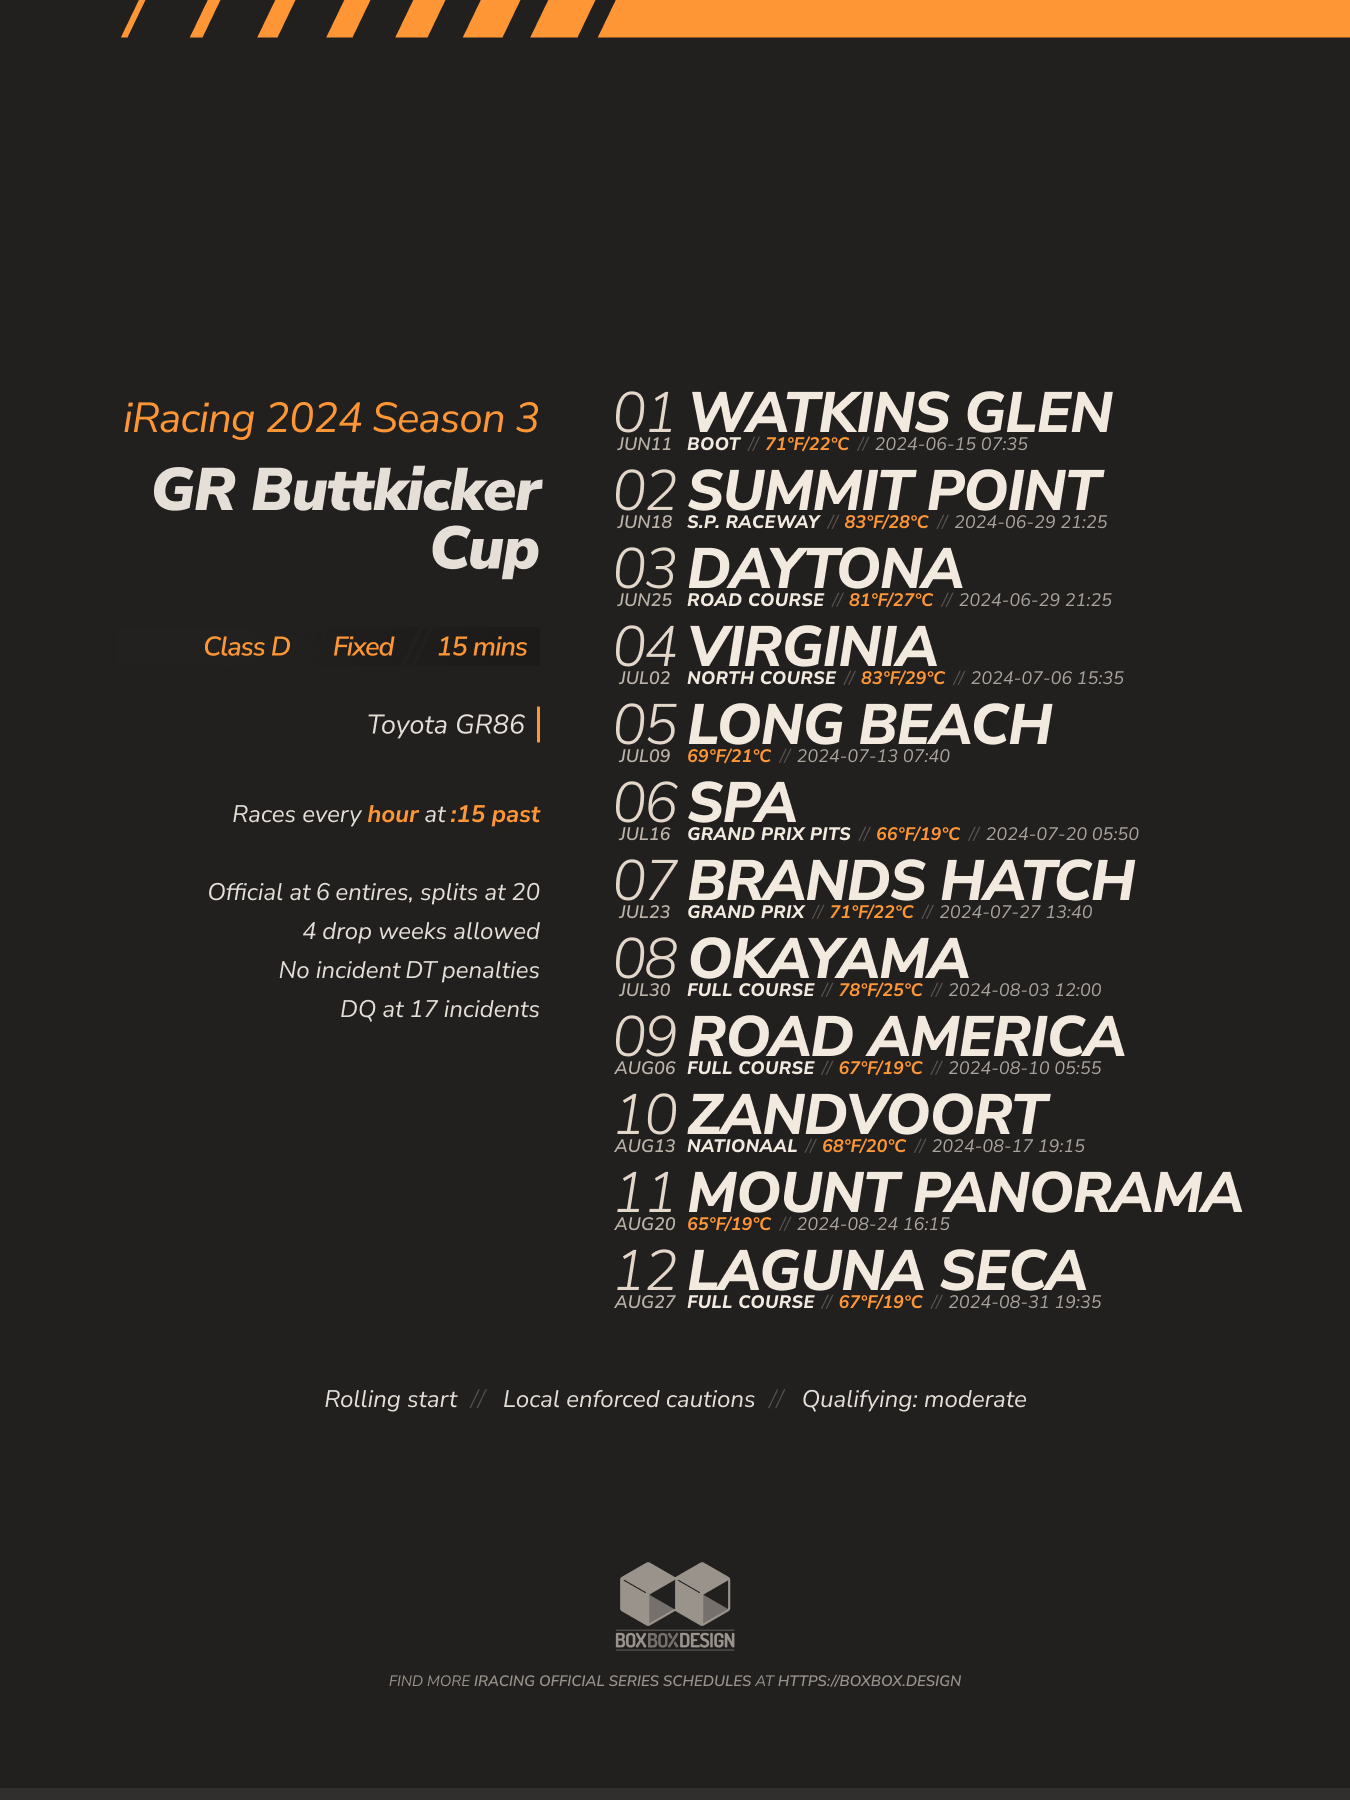 iRacing 2024 Season 3
GR Buttkicker
Cup
Class D Fixed // 15 mins
Toyota GR86
Races every hour at :15 past
Official at 6 entires, splits at 20
4 drop weeks allowed
No incident DT penalties
DQ at 17 incidents
01 WATKINS GLEN
JUN11 BOOT // 71°F/22°C // 2024-06-15 07:35
02 SUMMIT POINT
JUN18 S.P. RACEWAY // 83°F/28°C // 2024-06-29 21:25
03 DAYTONA
JUN25 ROAD COURSE // 81°F/27°C // 2024-06-29 21:25
04 VIRGINIA
JUL02 NORTH COURSE // 83°F/29°C // 2024-07-06 15:35
05 LONG BEACH
JUL09 69°F/21°C // 2024-07-13 07:40
06 SPA
JUL16 GRAND PRIX PITS // 66°F/19°C // 2024-07-20 05:50
07 BRANDS HATCH
JUL23 GRAND PRIX // 71°F/22°C // 2024-07-27 13:40
08 OKAYAMA
JUL30 FULL COURSE // 78°F/25°C // 2024-08-03 12:00
09 ROAD AMERICA
AUG06 FULL COURSE // 67°F/19°C // 2024-08-10 05:55
10 ZANDVOORT
AUG13 NATIONAAL // 68°F/20°C // 2024-08-17 19:15
11 MOUNT PANORAMA
AUG20 65°F/19°C // 2024-08-24 16:15
12 LAGUNA SECA
AUG27 FULL COURSE // 67°F/19°C // 2024-08-31 19:35
Rolling start // Local enforced cautions // Qualifying: moderate
BOXBOXDESIGN
FIND MORE IRACING OFFICIAL SERIES SCHEDULES AT HTTPS://BOXBOX.DESIGN